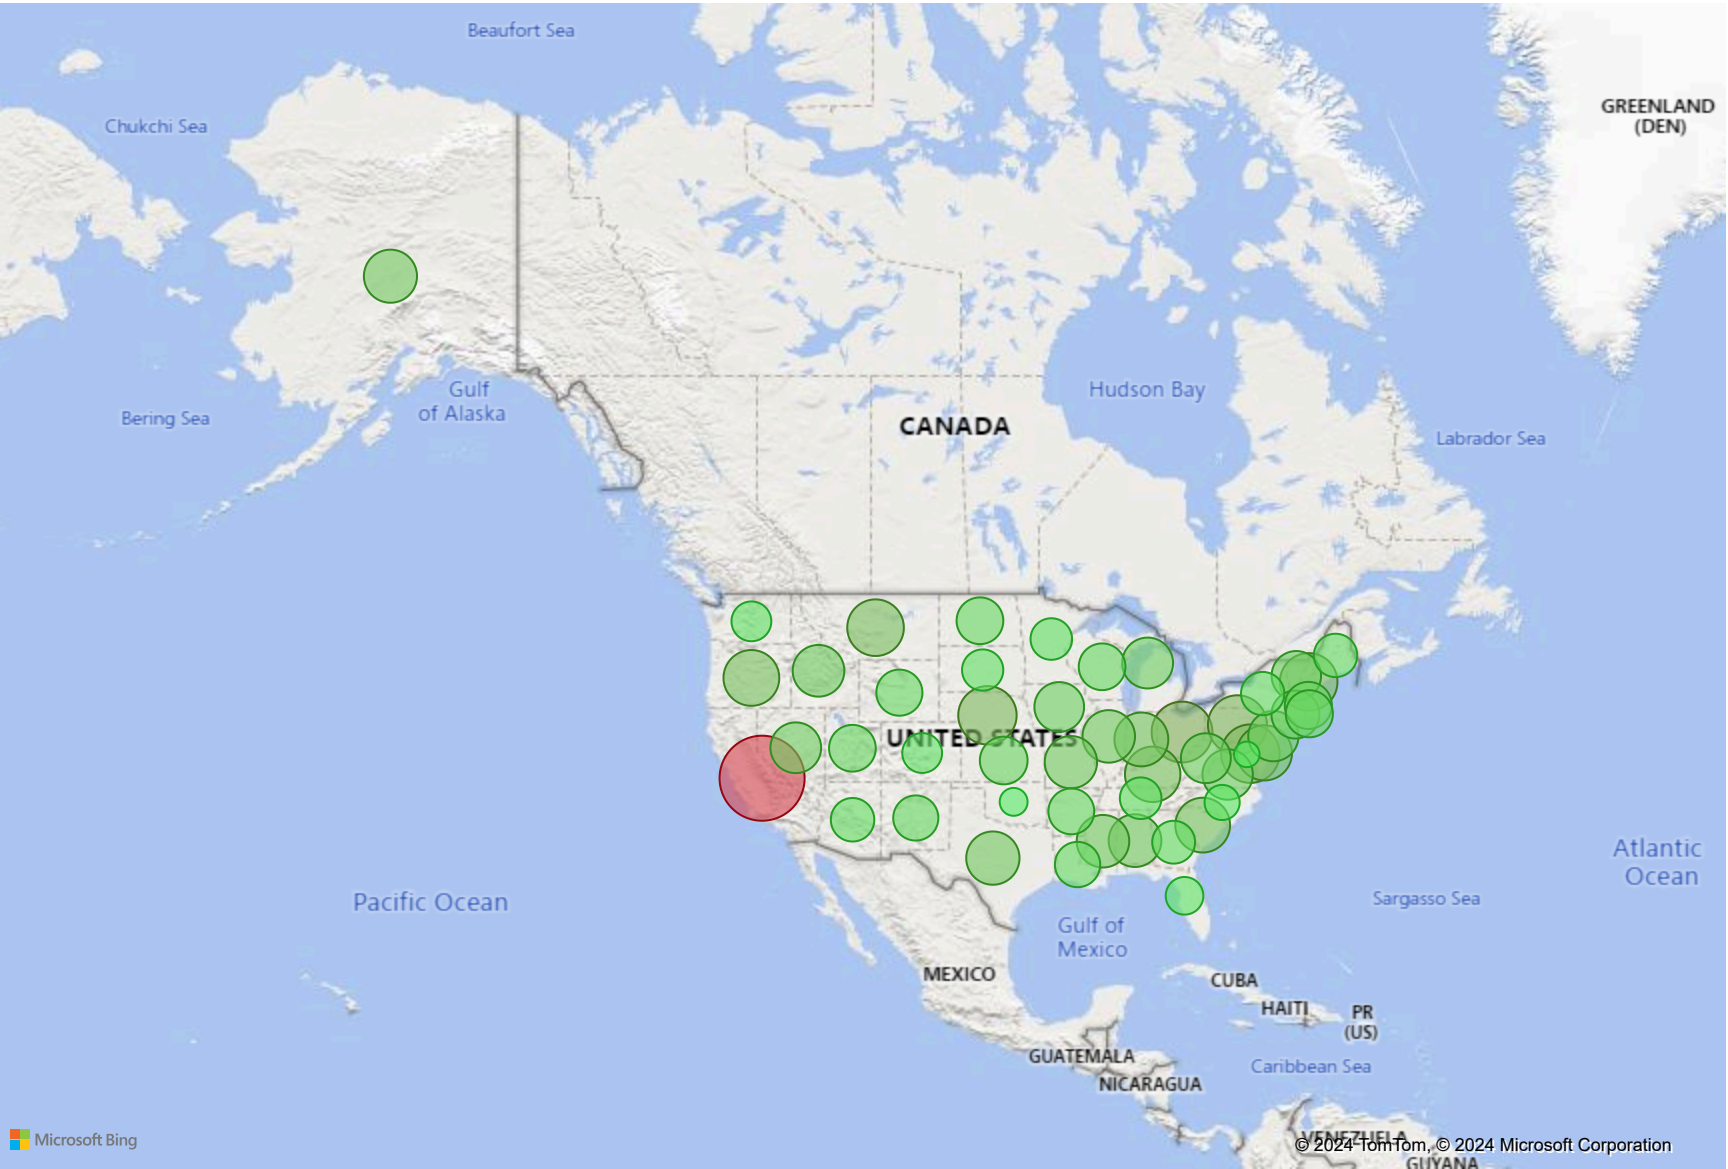 Beaufort Sea
Chukchi Sea
GREENLAND
(DEN)
Gulf
of Alaska
Bering Sea
Hudson Bay
CANADA
Labrador Sea
UNITED STATES
Pacific Ocean
Atlantic
Ocean
Sargasso Sea
Gulf of
Mexico
MEXICO
CUBA
HAITI
PR
(US)
GUATEMALA
Caribbean Sea
NICARAGUA
Microsoft Bing
VENEZUELA
© 2024 TomTom, © 2024 Microsoft Corporation
GUYANA